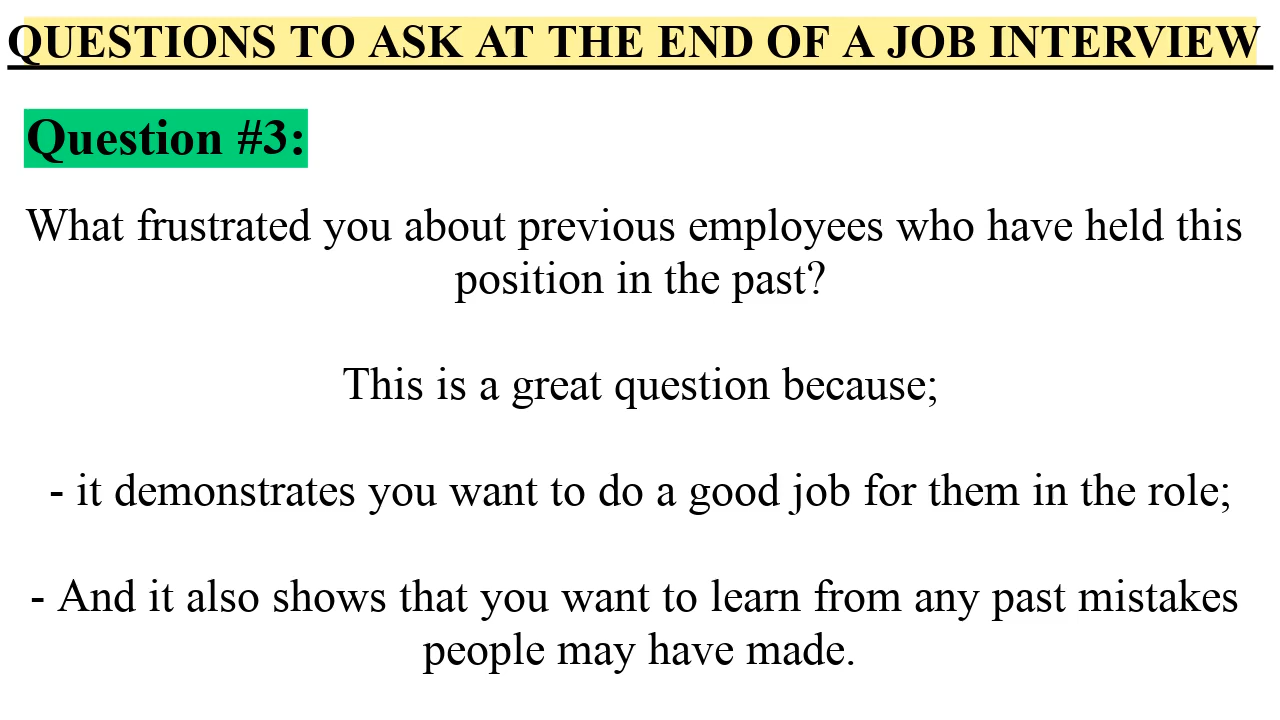 QUESTIONS TO ASK AT THE END OF A JOB INTERVIEW
Question #3:
What frustrated you about previous employees who have held this
position in the past?
This is a great question because;
- it demonstrates you want to do a good job for them in the role;
- And it also shows that you want to learn from any past mistakes
people may have made.